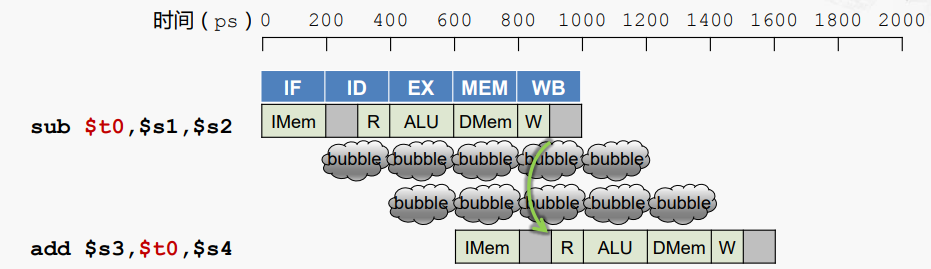 时间（ps）0 200 400 600 800 1000 1200 1400 1600 1800 2000
IF ID EX MEM WB
sub $t0,$s1,$s2 IMem R ALU DMem W
bubble bubble bubble bubble bubble
bubble bubble bubble bubble bubble
add $s3,$t0,$s4 IMem R ALU DMem W